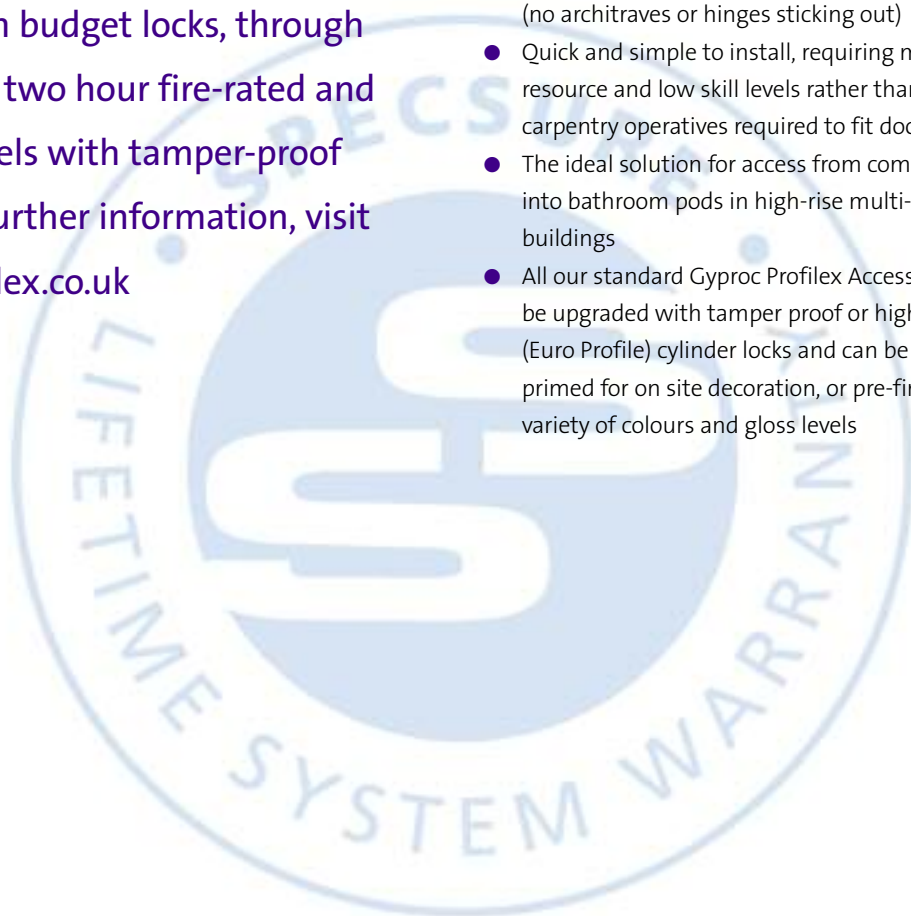 n budget locks, through
two hour fire-rated and
els with tamper-proof
urther information, visit
lex.co.uk
(no architraves or hinges sticking out)
● Quick and simple to install, requiring n
resource and low skill levels rather than
carpentry operatives required to fit doo
● The ideal solution for access from com
into bathroom pods in high-rise multi-
buildings
● All our standard Gyproc Profilex Access
be upgraded with tamper proof or high
(Euro Profile) cylinder locks and can be
primed for on site decoration, or pre-fi
variety of colours and gloss levels
SPECSURE
LIFETIME SYSTEM WARRANTY
SS